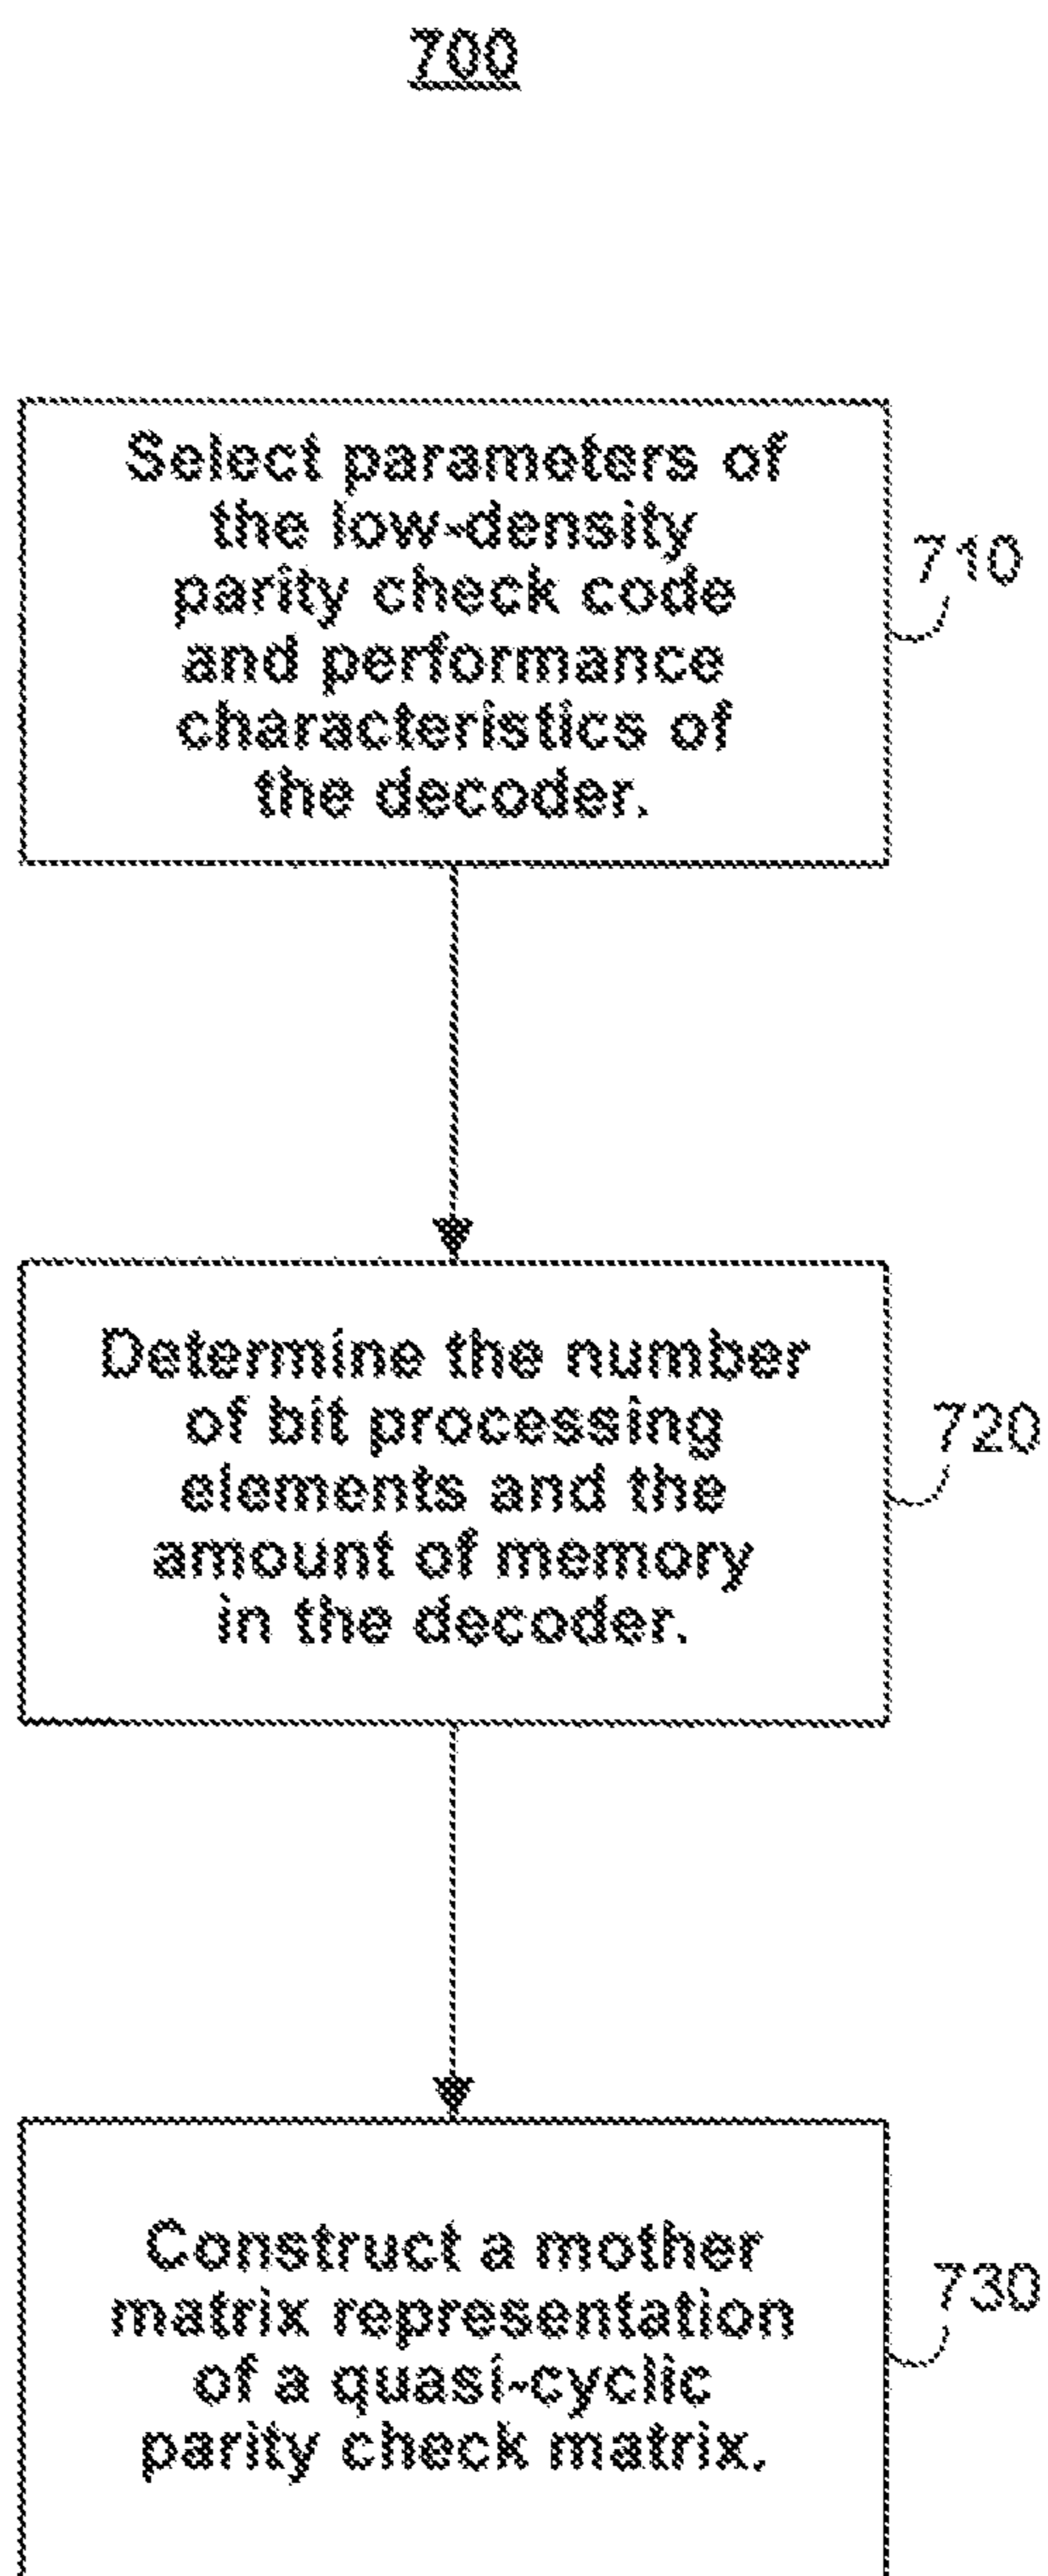 700
Select parameters of
the low-density
parity check code
and performance
characteristics of
the decoder.
710
Determine the number
of bit processing
elements and the
amount of memory
in the decoder.
720
Construct a mother
matrix representation
of a quasi-cyclic
parity check matrix.
730